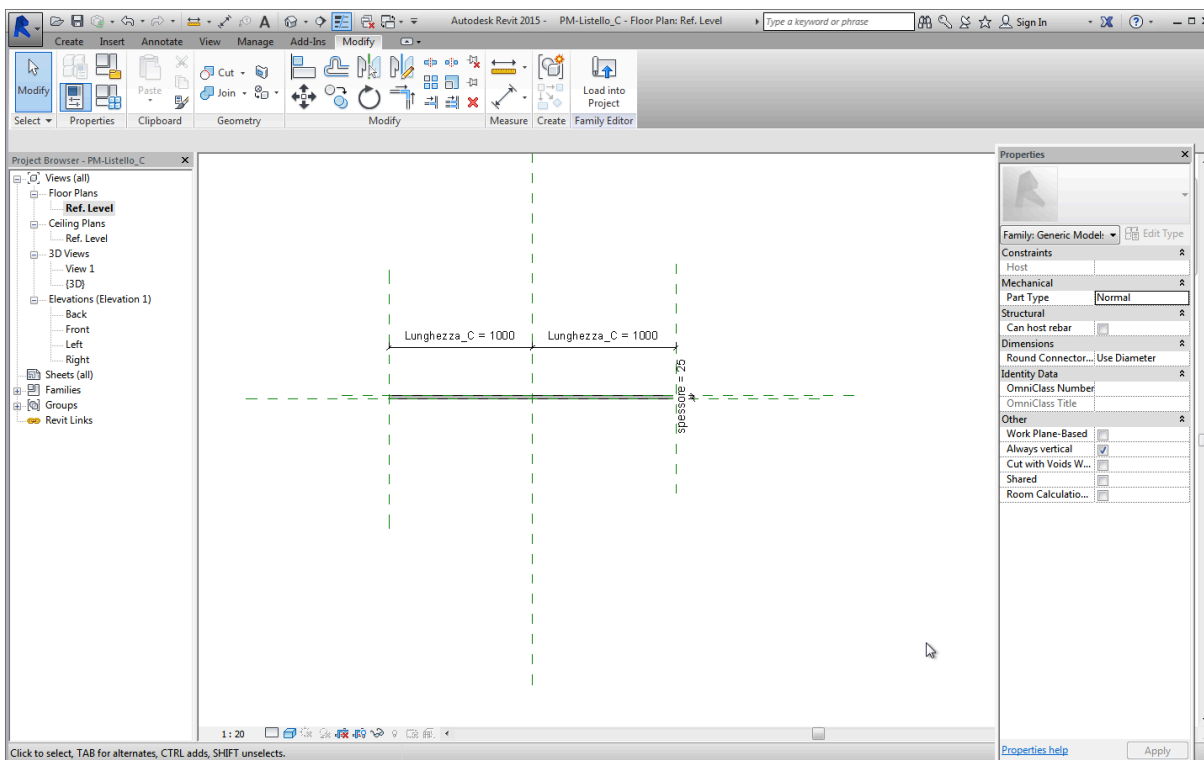 Autodesk Revit 2015 - PM-Listello_C - Floor Plan: Ref. Level
Type a keyword or phrase
Sign In
Create Insert Annotate View Manage Add-Ins Modify
Modify
Paste
Cut
Join
Load into
Project
Select Properties Clipboard Geometry Modify Measure Create Family Editor
Project Browser - PM-Listello_C
Views (all)
Floor Plans
Ref. Level
Ceiling Plans
Ref. Level
3D Views
View 1
{3D}
Elevations (Elevation 1)
Back
Front
Left
Right
Sheets (all)
Families
Groups
Revit Links
Lunghezza_C = 1000 Lunghezza_C = 1000
spessore = 25
Properties
Family: Generic Models Edit Type
Constraints
Host
Mechanical
Part Type Normal
Structural
Can host rebar
Dimensions
Round Connector... Use Diameter
Identity Data
OmniClass Number
OmniClass Title
Other
Work Plane-Based
Always vertical
Cut with Voids W...
Shared
Room Calculatio...
Properties help Apply
1 : 20
Click to select, TAB for alternates, CTRL adds, SHIFT unselects.